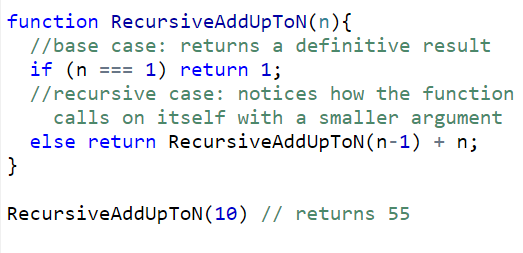 function RecursiveAddUpToN(n){
//base case: returns a definitive result
if (n === 1) return 1;
//recursive case: notices how the function
calls on itself with a smaller argument
else return RecursiveAddUpToN(n-1) + n;
}
RecursiveAddUpToN(10) // returns 55